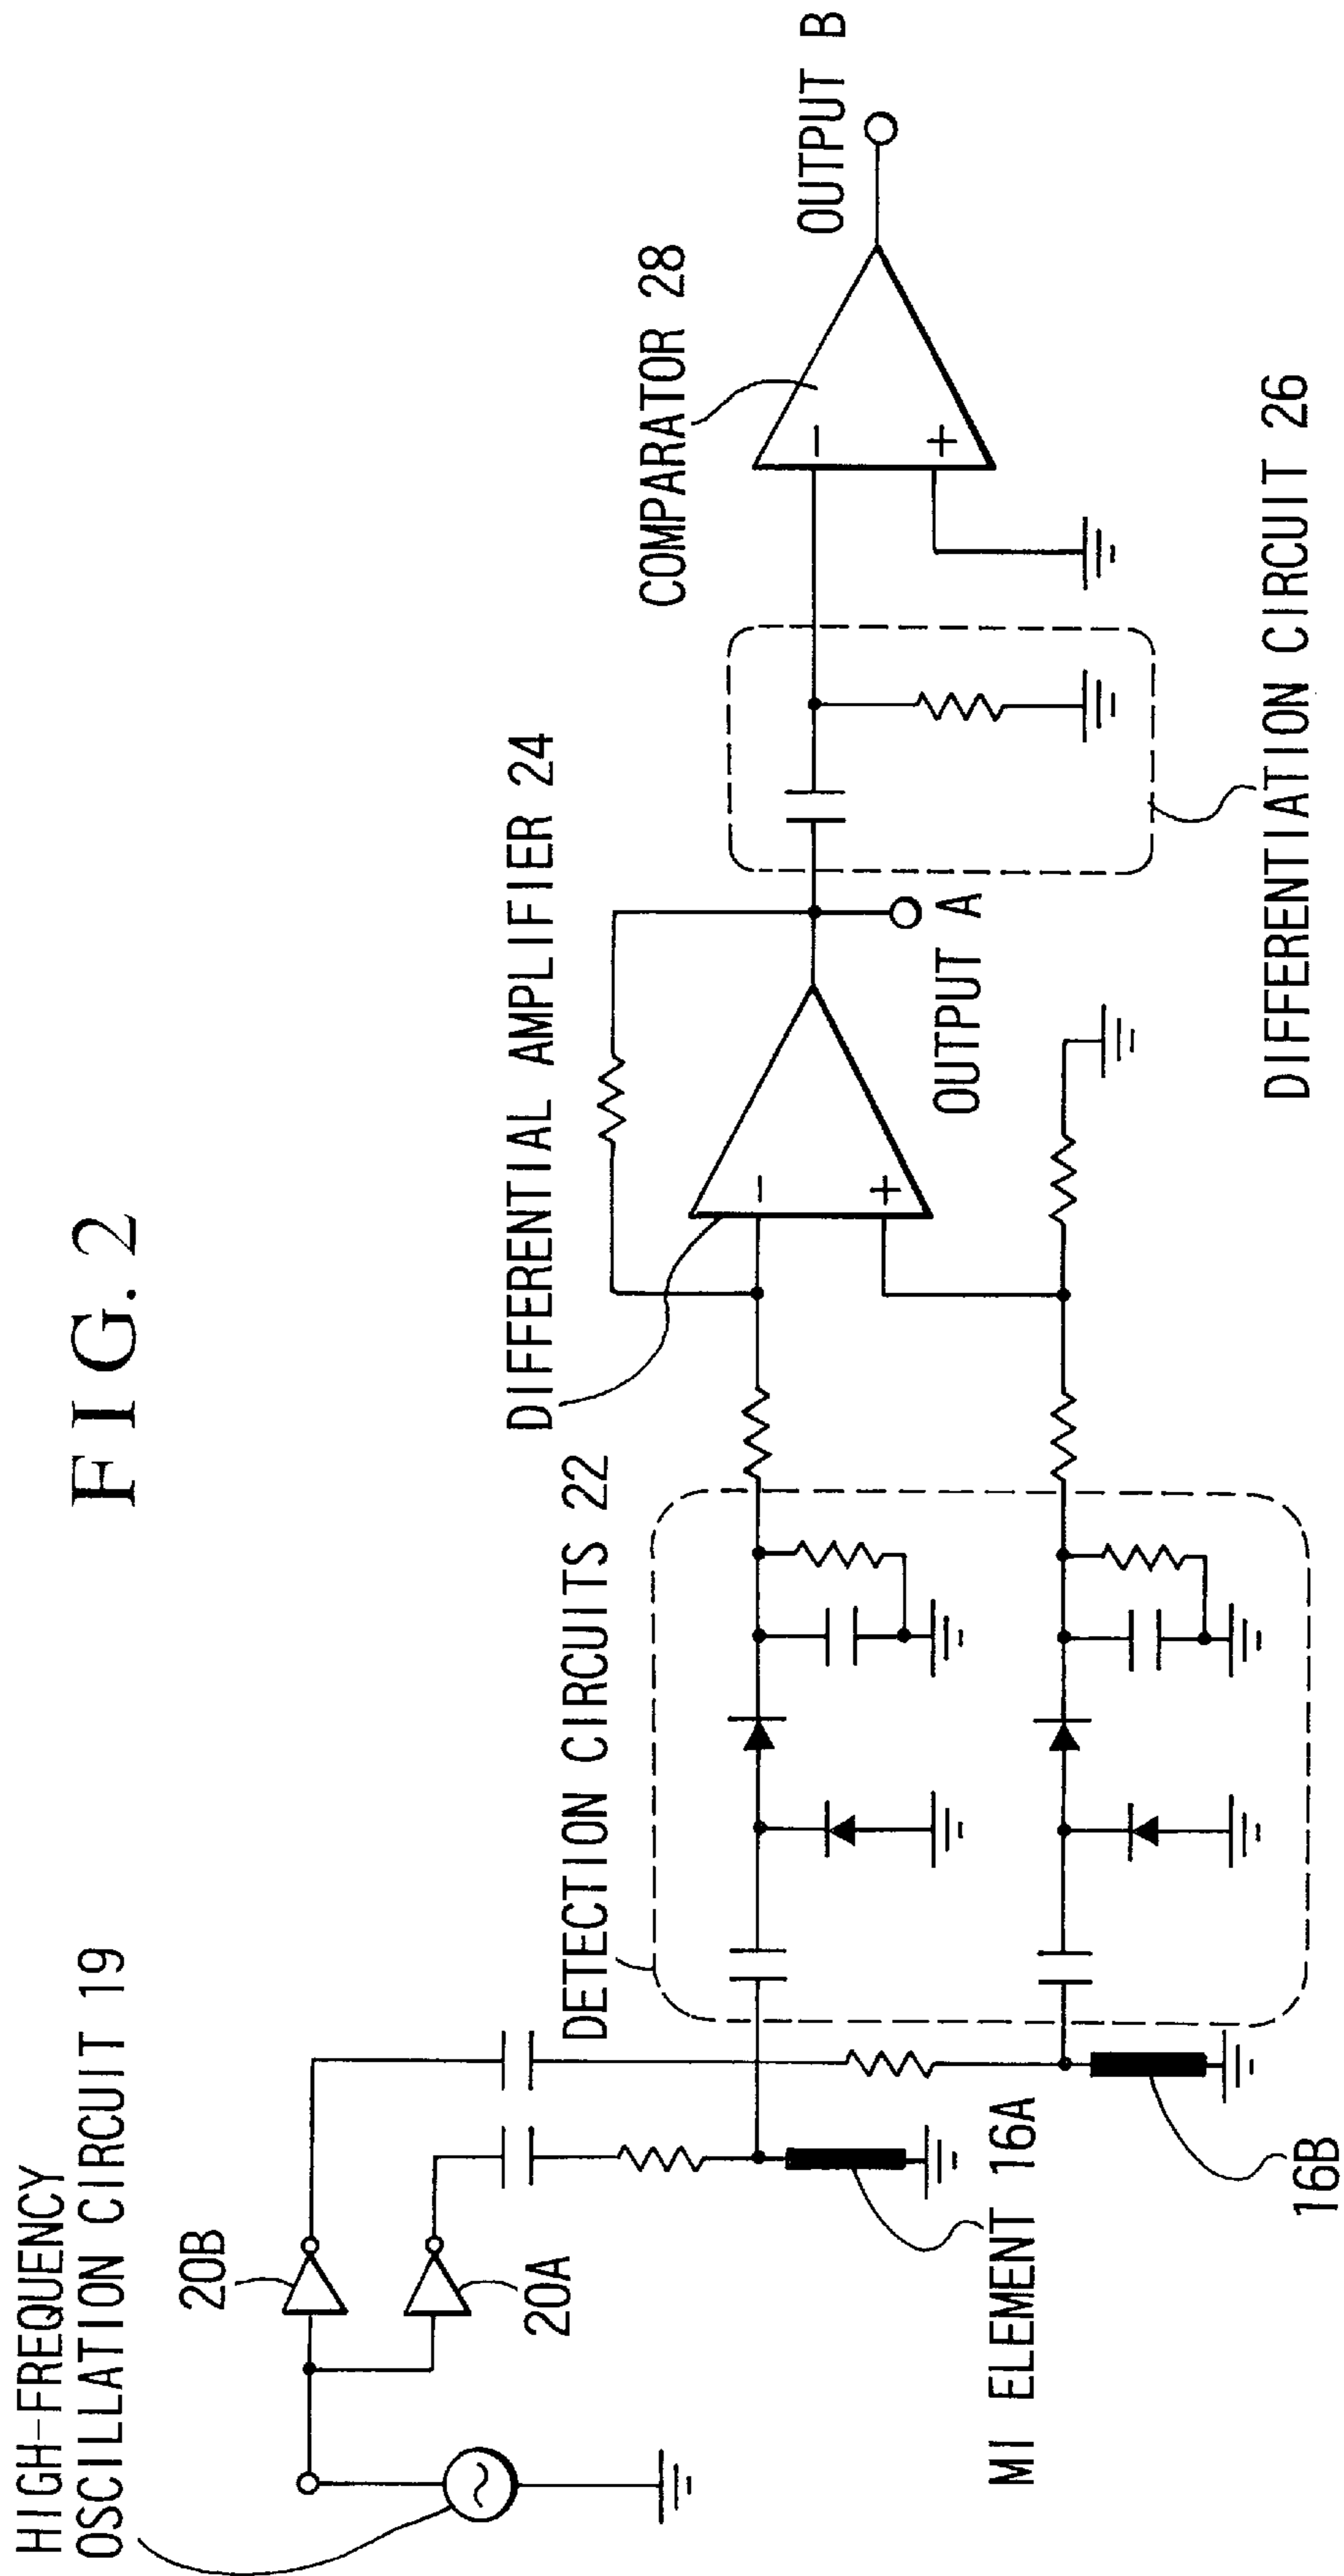 FIG. 2
HIGH-FREQUENCY
OSCILLATION CIRCUIT 19
20B
20A
MI ELEMENT 16A
16B
DETECTION CIRCUITS 22
DIFFERENTIAL AMPLIFIER 24
−
+
OUTPUT A
DIFFERENTIATION CIRCUIT 26
COMPARATOR 28
−
+
OUTPUT B